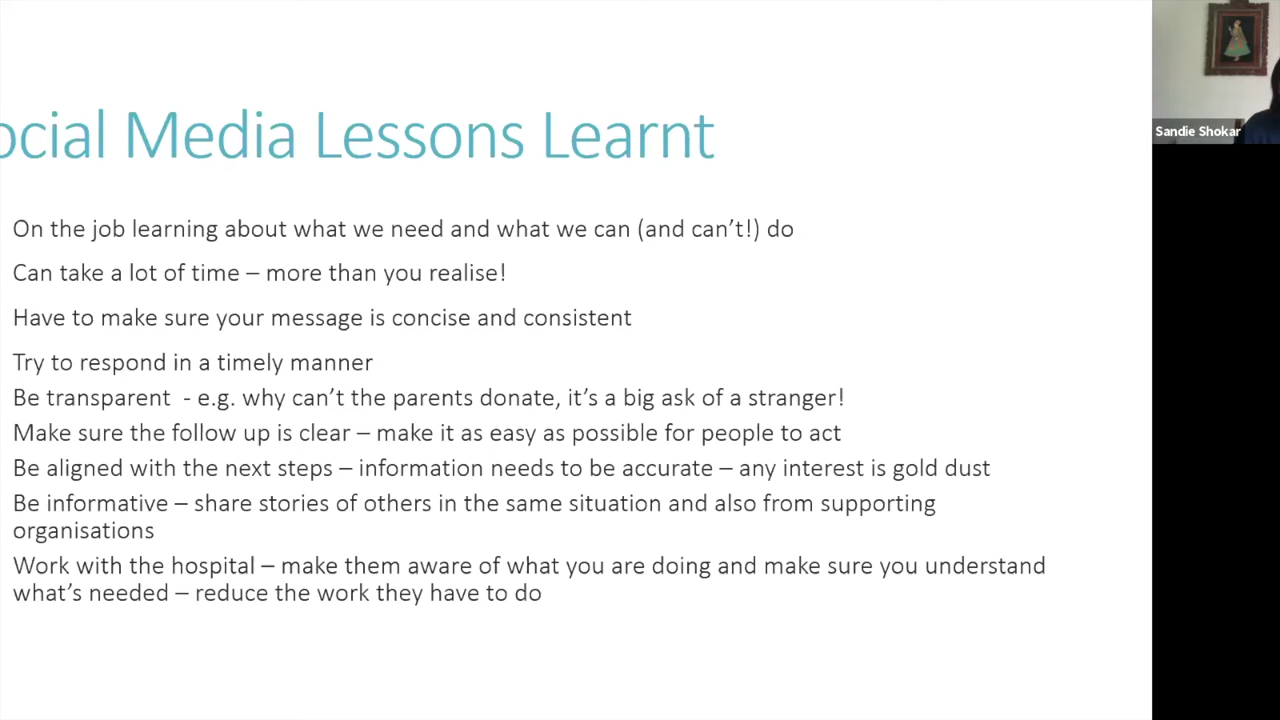 ocial Media Lessons Learnt
On the job learning about what we need and what we can (and can't!) do
Can take a lot of time – more than you realise!
Have to make sure your message is concise and consistent
Try to respond in a timely manner
Be transparent - e.g. why can't the parents donate, it's a big ask of a stranger!
Make sure the follow up is clear – make it as easy as possible for people to act
Be aligned with the next steps – information needs to be accurate – any interest is gold dust
Be informative – share stories of others in the same situation and also from supporting
organisations
Work with the hospital – make them aware of what you are doing and make sure you understand
what's needed – reduce the work they have to do
Sandie Shokar